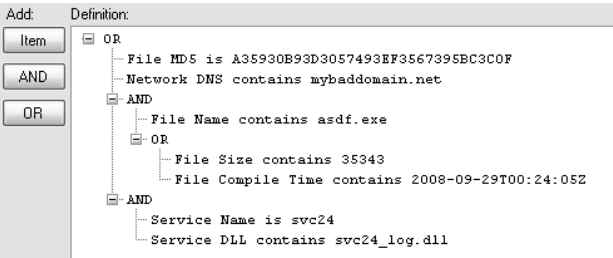 Add:
Definition:
Item
AND
OR
OR
File MD5 is A35930B93D3057493EF3567395BC3C0F
Network DNS contains mybaddomain.net
AND
File Name contains asdf.exe
OR
File Size contains 35343
File Compile Time contains 2008-09-29T00:24:05Z
AND
Service Name is svc24
Service DLL contains svc24_log.dll